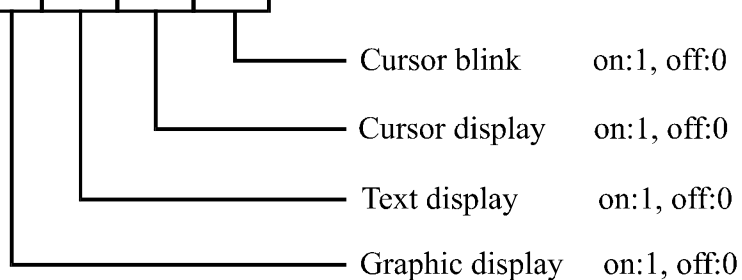 Cursor blink on:1, off:0
Cursor display on:1, off:0
Text display on:1, off:0
Graphic display on:1, off:0